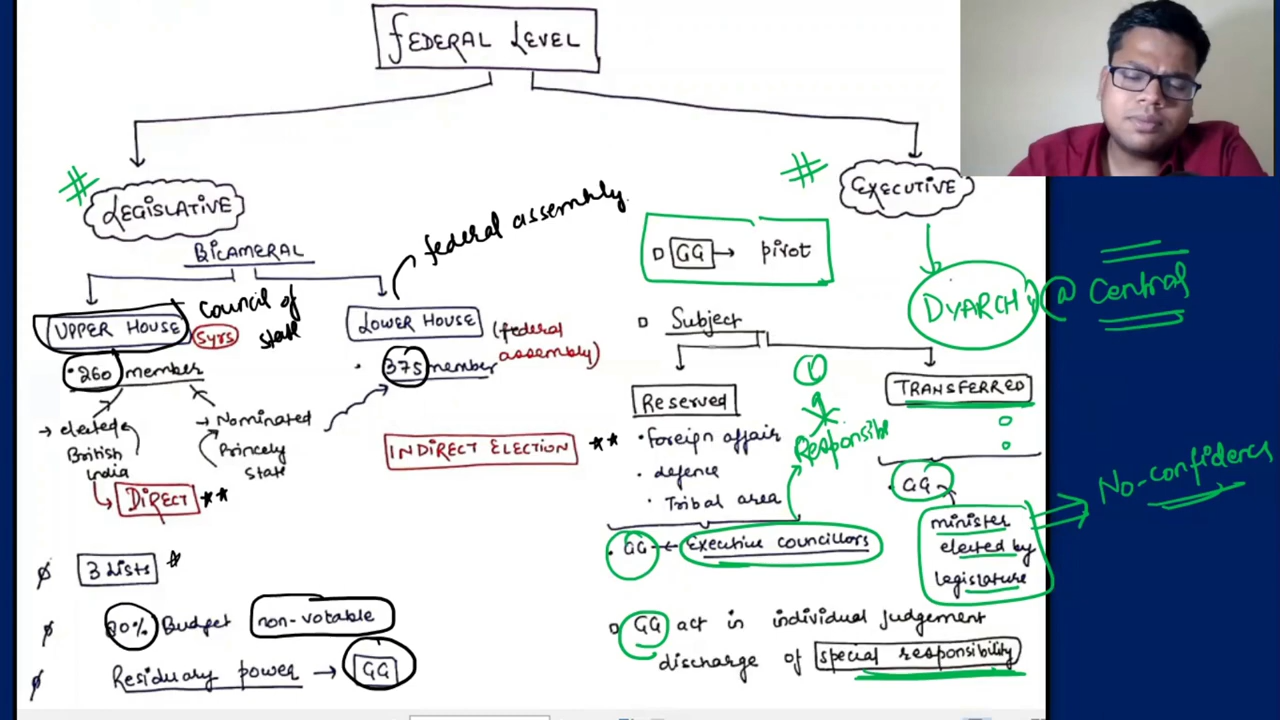 FEDERAL LEVEL
#
LEGISLATIVE
BICAMERAL
UPPER HOUSE
5yrs
council of
state
• 260 member
→ elected
British
India
DIRECT **
→ Nominated
Princely
State
federal assembly
LOWER HOUSE
(federal
assembly)
• 375 member
INDIRECT ELECTION **
3 Lists *
80% Budget non-votable
Residuary power → GG
#
EXECUTIVE
GG → pivot
DYARCHY @ Central
Subject
Reserved
• Foreign affair
• defence
• Tribal area
• GG ← Executive councillors
Responsible
TRANSFERRED
• GG
minister
elected by
legislature
No-confidence
GG act in individual judgement
discharge of special responsibility